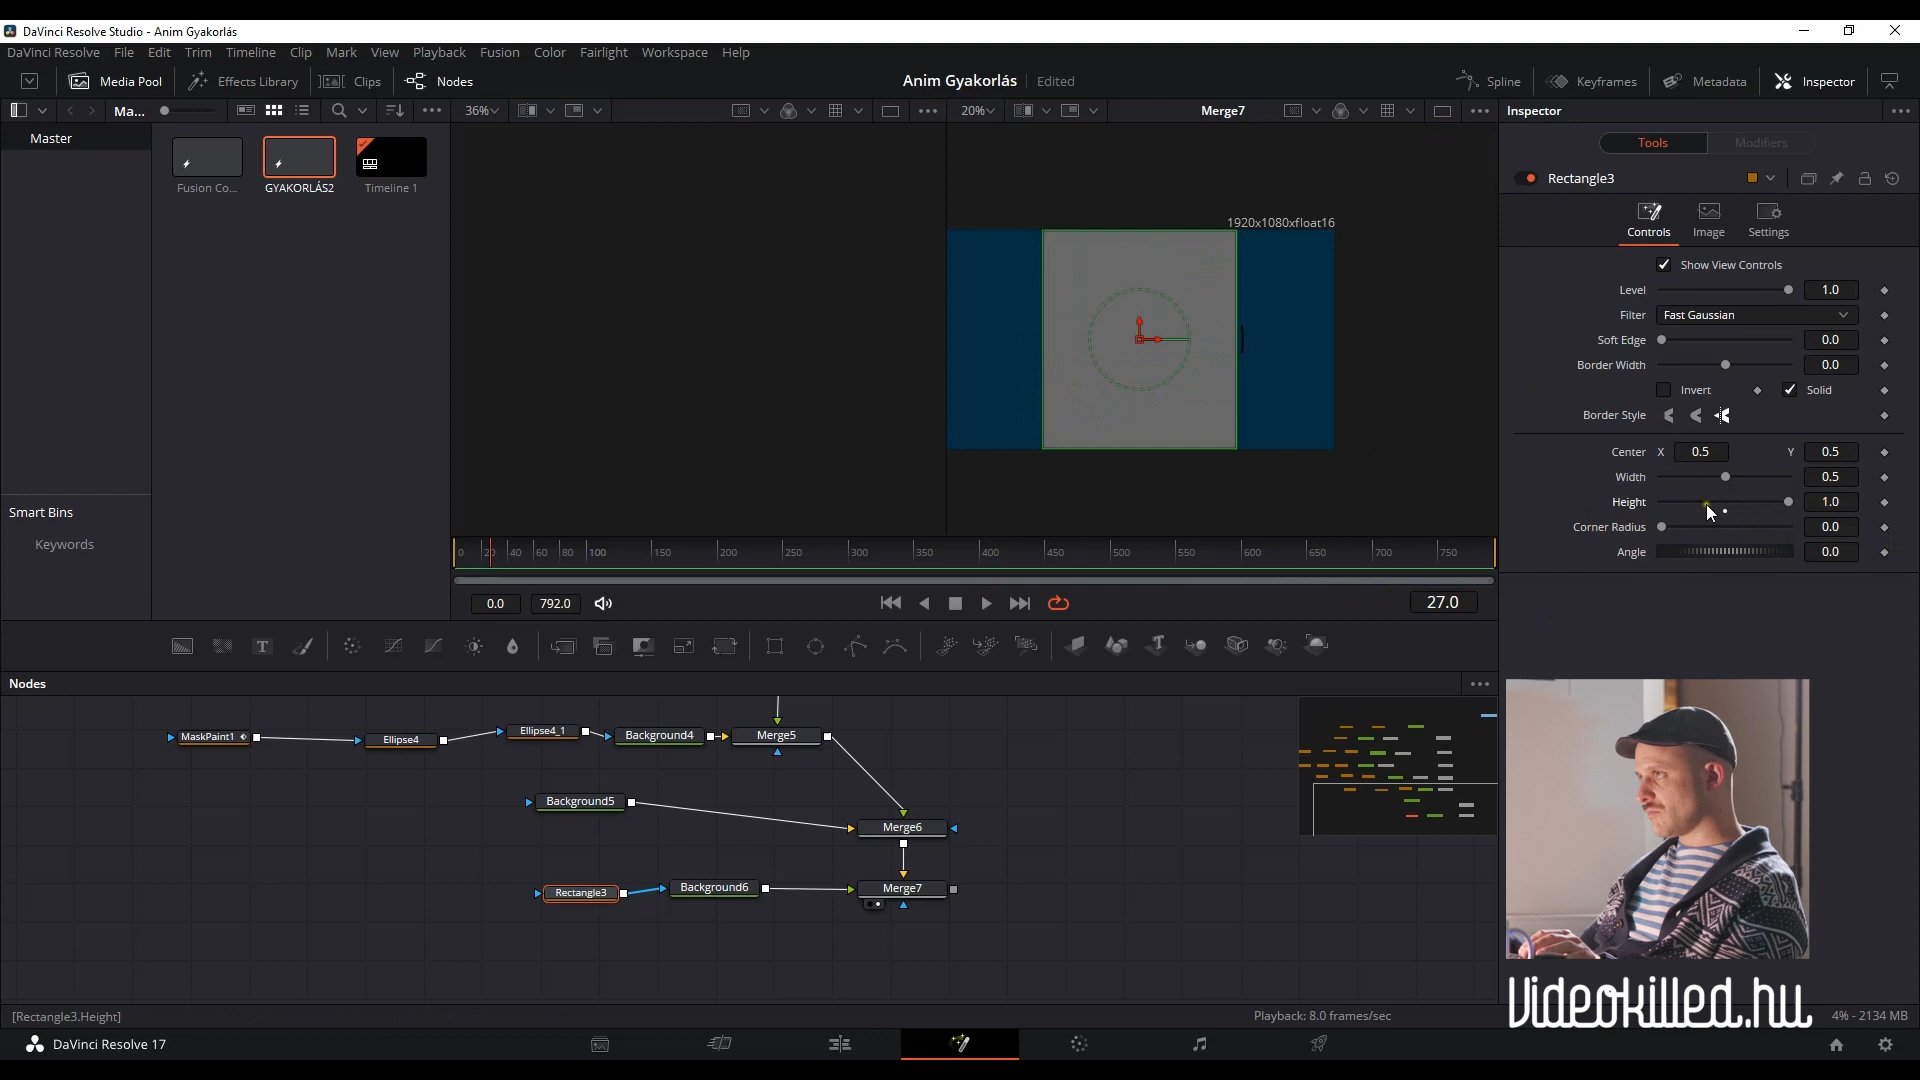 DaVinci Resolve Studio - Anim Gyakorlás
DaVinci Resolve File Edit Trim Timeline Clip Mark View Playback Fusion Color Fairlight Workspace Help
Media Pool Effects Library Clips Nodes Anim Gyakorlás Edited Spline Keyframes Metadata Inspector
Ma... 36% 20% Merge7 Inspector
Master
Fusion Co... GYAKORLÁS2 Timeline 1
Smart Bins
Keywords
1920x1080xfloat16
Tools Modifiers
Rectangle3
Controls Image Settings
Show View Controls
Level 1.0
Filter Fast Gaussian
Soft Edge 0.0
Border Width 0.0
Invert Solid
Border Style
Center X 0.5 Y 0.5
Width 0.5
Height 1.0
Corner Radius 0.0
Angle 0.0
0 20 40 60 80 100 150 200 250 300 350 400 450 500 550 600 650 700 750
0.0 792.0 27.0
Nodes
MaskPaint1 Ellipse4 Ellipse4_1 Background4 Merge5
Background5 Merge6
Rectangle3 Background6 Merge7
Videokilled.hu
[Rectangle3.Height] Playback: 8.0 frames/sec 4% - 2134 MB
DaVinci Resolve 17